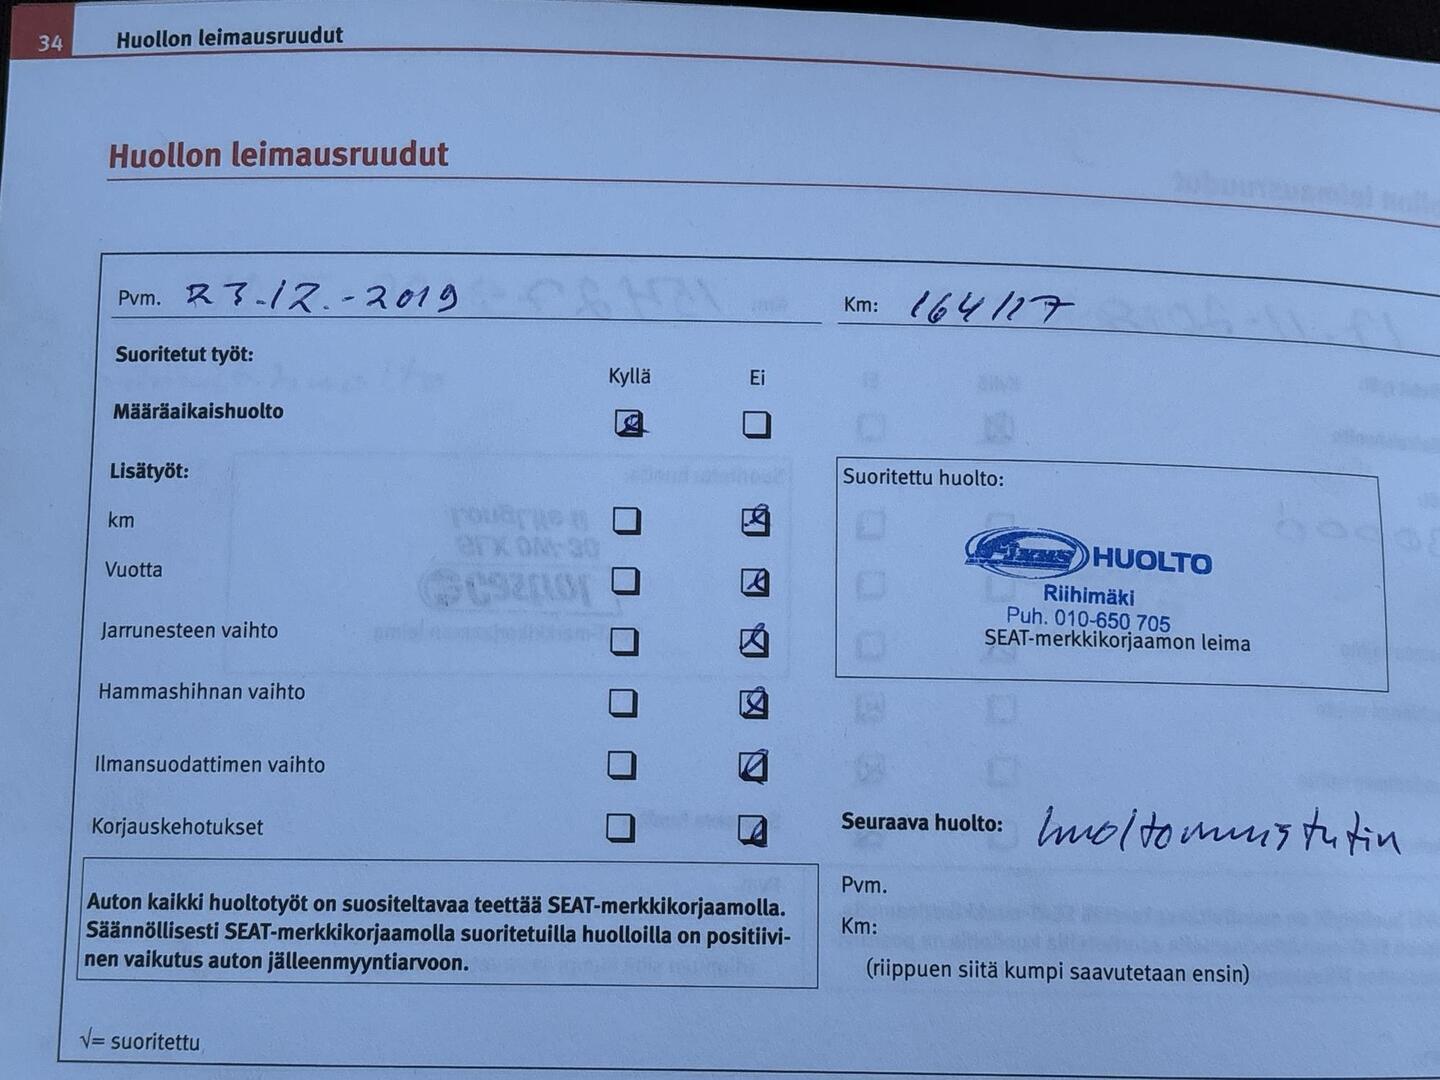 34 Huollon leimausruudut
Huollon leimausruudut
Pvm. 23.12.-2019 Km: 164117
Suoritetut työt:
Kyllä Ei
Määräaikaishuolto
Lisätyöt:
Suoritettu huolto:
km
HUOLTO
Vuotta
Riihimäki
Puh. 010-650 705
Jarrunesteen vaihto
SEAT-merkkikorjaamon leima
Hammashihnan vaihto
Ilmansuodattimen vaihto
Korjauskehotukset
Seuraava huolto: huoltomuistutin
Pvm.
Km:
(riippuen siitä kumpi saavutetaan ensin)
Auton kaikki huoltotyöt on suositeltavaa teettää SEAT-merkkikorjaamolla.
Säännöllisesti SEAT-merkkikorjaamolla suoritetuilla huolloilla on positiivi-
nen vaikutus auton jälleenmyyntiarvoon.
√= suoritettu